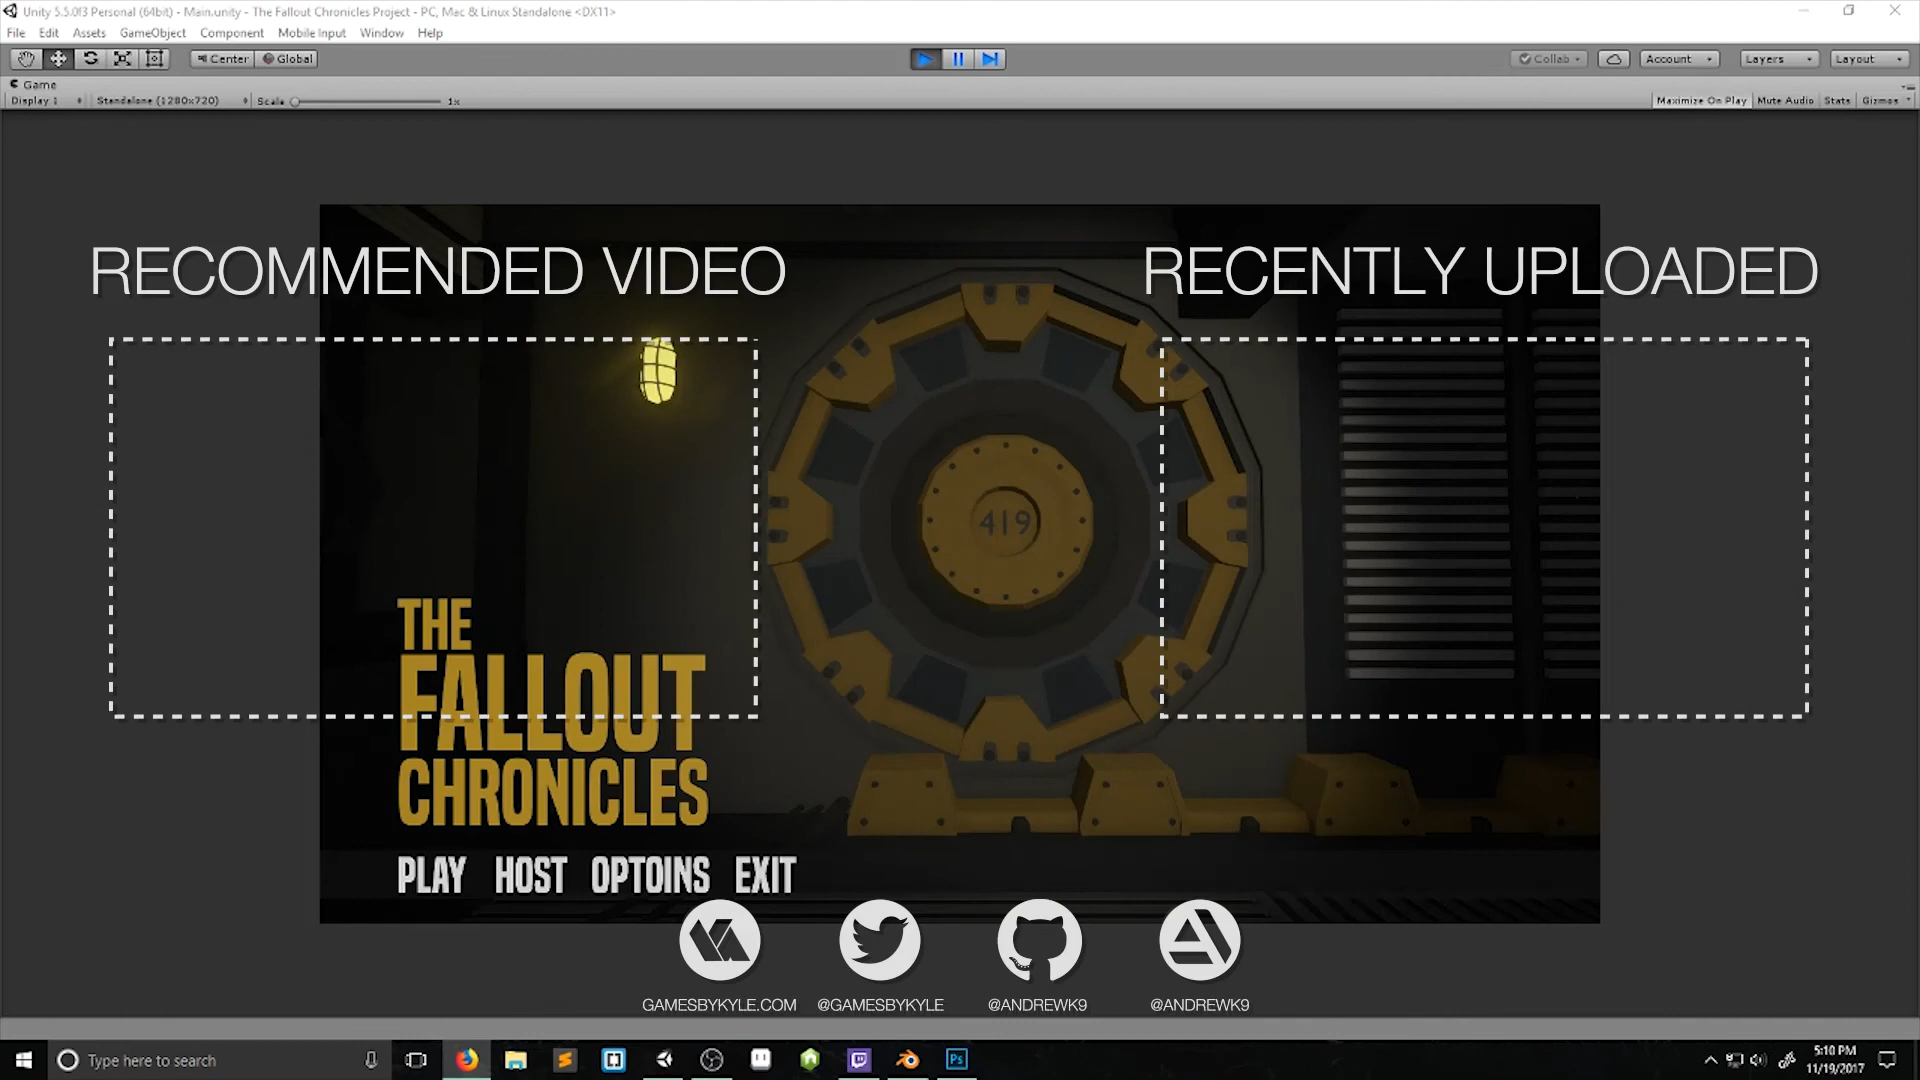 Unity 5.5.0f3 Personal (64bit) - Main.unity - The Fallout Chronicles Project - PC, Mac & Linux Standalone <DX11>
File Edit Assets GameObject Component Mobile Input Window Help
Center Global Collab Account Layers Layout
Game
Display 1 Standalone (1280x720) Scale 1x Maximize On Play Mute Audio Stats Gizmos
RECOMMENDED VIDEO
RECENTLY UPLOADED
419
THE
FALLOUT
CHRONICLES
PLAY HOST OPTOINS EXIT
GAMESBYKYLE.COM @GAMESBYKYLE @ANDREWK9 @ANDREWK9
Type here to search
Ps
5:10 PM
11/19/2017